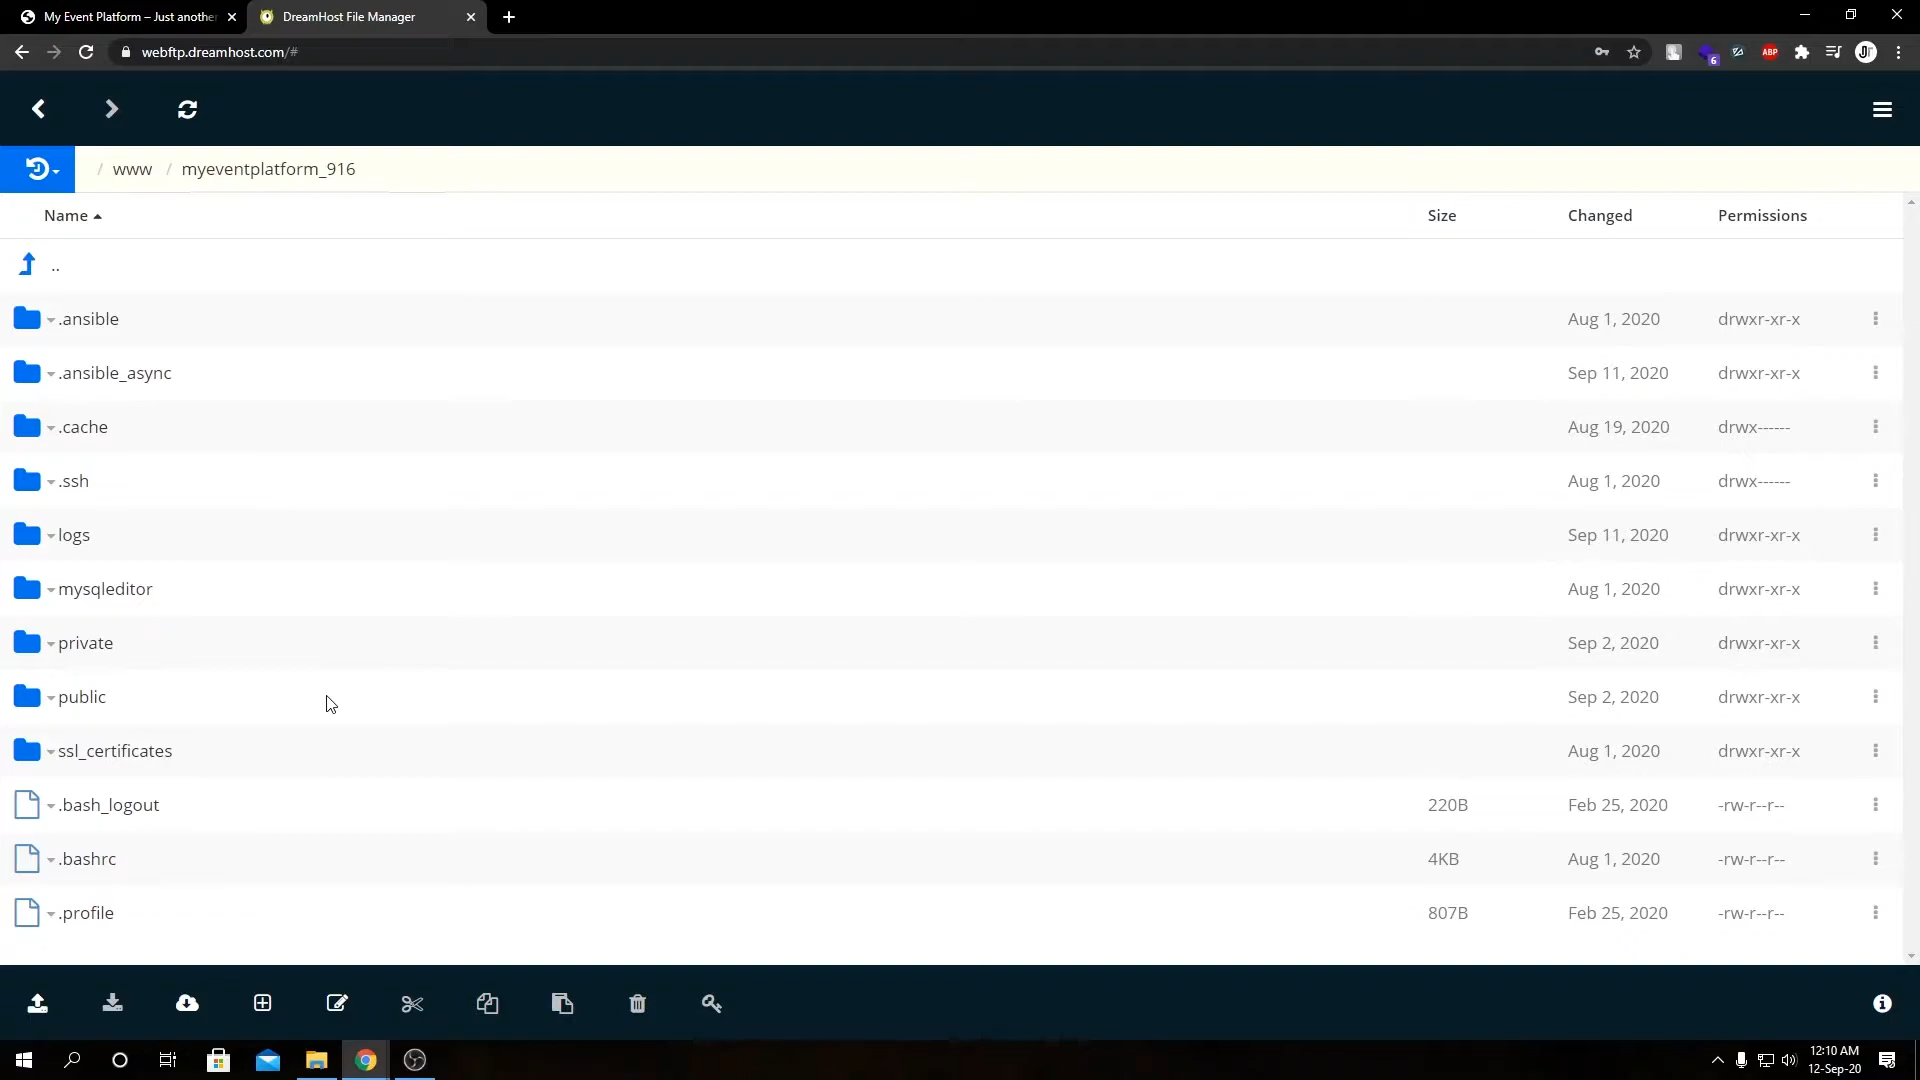 My Event Platform – Just another
DreamHost File Manager
webftp.dreamhost.com/#
6
ABP
/ www / myeventplatform_916
Name Size Changed Permissions
..
.ansible Aug 1, 2020 drwxr-xr-x
.ansible_async Sep 11, 2020 drwxr-xr-x
.cache Aug 19, 2020 drwx------
.ssh Aug 1, 2020 drwx------
logs Sep 11, 2020 drwxr-xr-x
mysqleditor Aug 1, 2020 drwxr-xr-x
private Sep 2, 2020 drwxr-xr-x
public Sep 2, 2020 drwxr-xr-x
ssl_certificates Aug 1, 2020 drwxr-xr-x
.bash_logout 220B Feb 25, 2020 -rw-r--r--
.bashrc 4KB Aug 1, 2020 -rw-r--r--
.profile 807B Feb 25, 2020 -rw-r--r--
12:10 AM
12-Sep-20